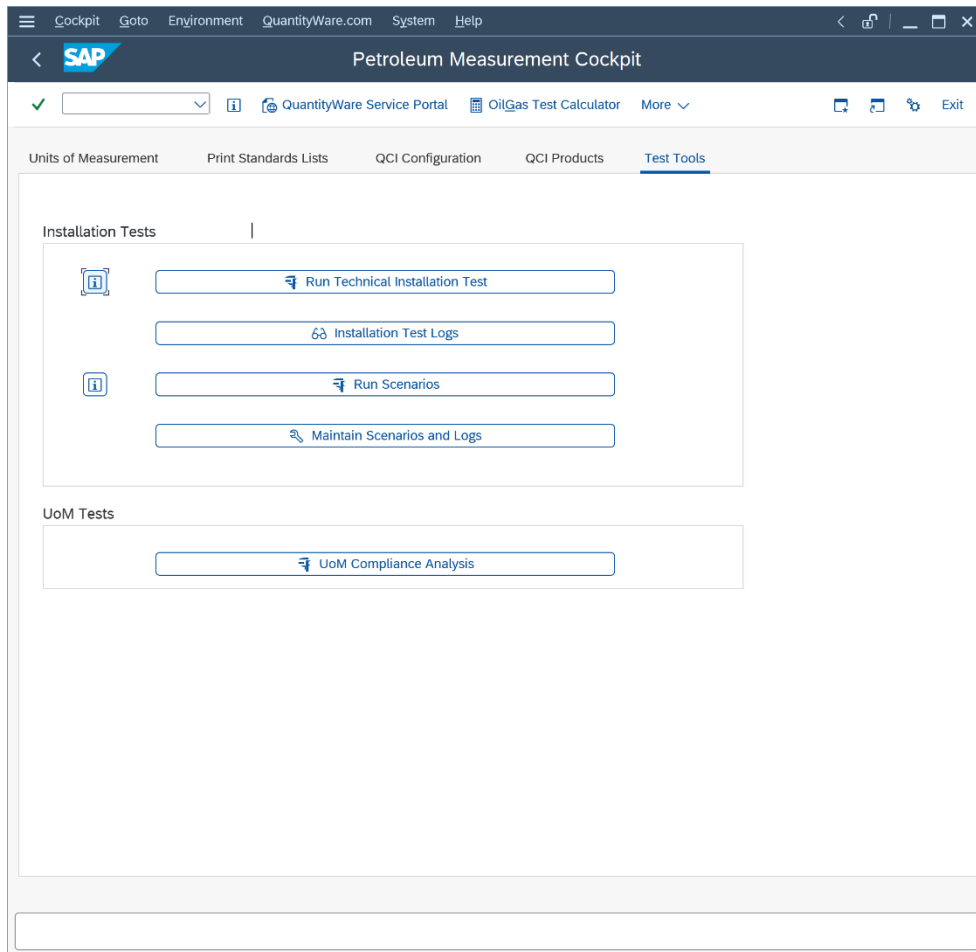 Cockpit Goto Environment QuantityWare.com System Help
SAP Petroleum Measurement Cockpit
QuantityWare Service Portal OilGas Test Calculator More Exit
Units of Measurement Print Standards Lists QCI Configuration QCI Products Test Tools
Installation Tests
Run Technical Installation Test
Installation Test Logs
Run Scenarios
Maintain Scenarios and Logs
UoM Tests
UoM Compliance Analysis